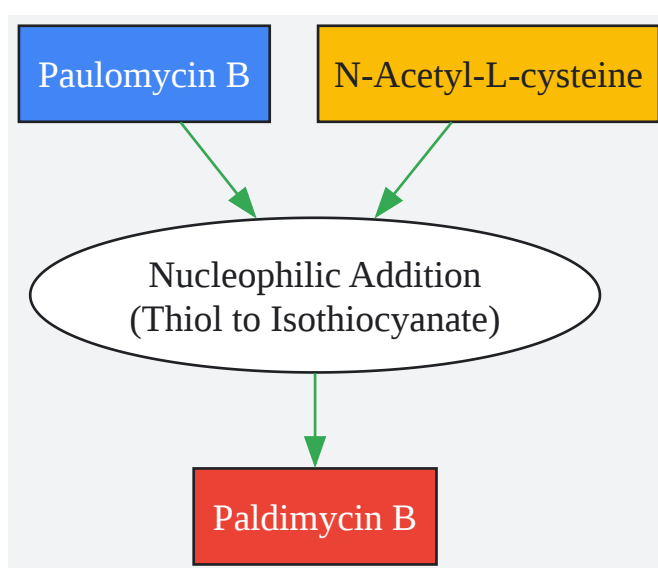 Paulomycin B
N-Acetyl-L-cysteine
Nucleophilic Addition
(Thiol to Isothiocyanate)
Paldimycin B